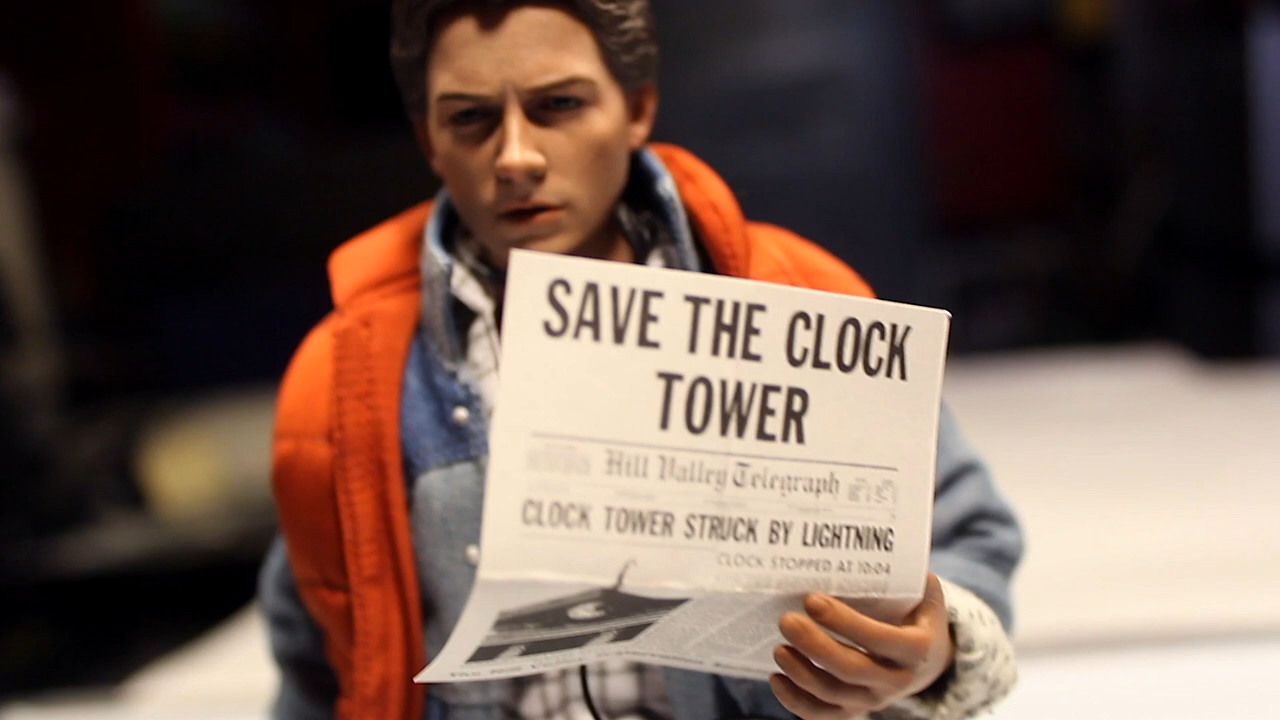 SAVE THE CLOCK
TOWER
Hill Valley Telegraph
CLOCK TOWER STRUCK BY LIGHTNING
CLOCK STOPPED AT 10:04